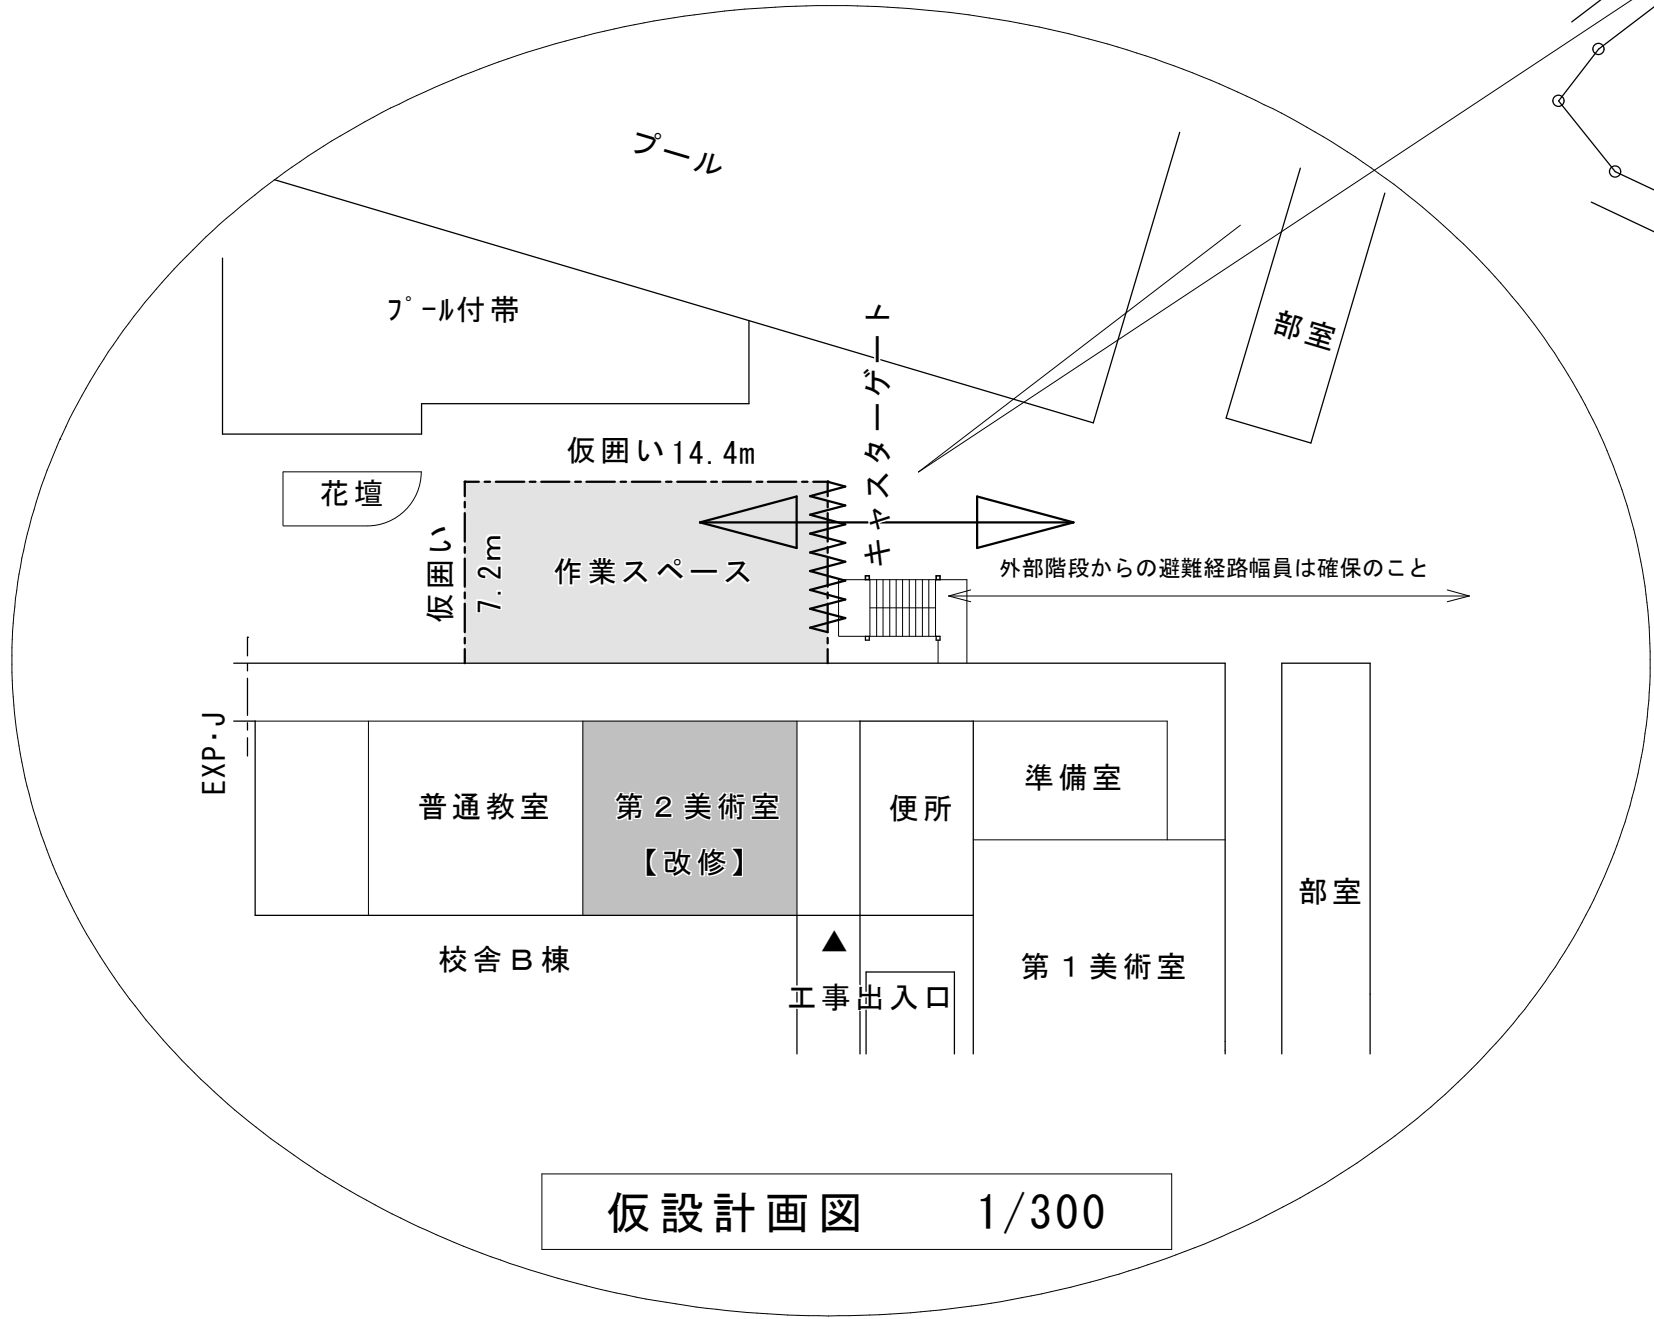 プール
ﾌﾟｰﾙ付帯
キャスターゲート
部室
仮囲い14.4m
花壇
仮囲い
7.2m
作業スペース
外部階段からの避難経路幅員は確保のこと
EXP・J
普通教室
第２美術室
【改修】
便所
準備室
部室
校舎Ｂ棟
▲
第１美術室
工事出入口
仮設計画図 1/300